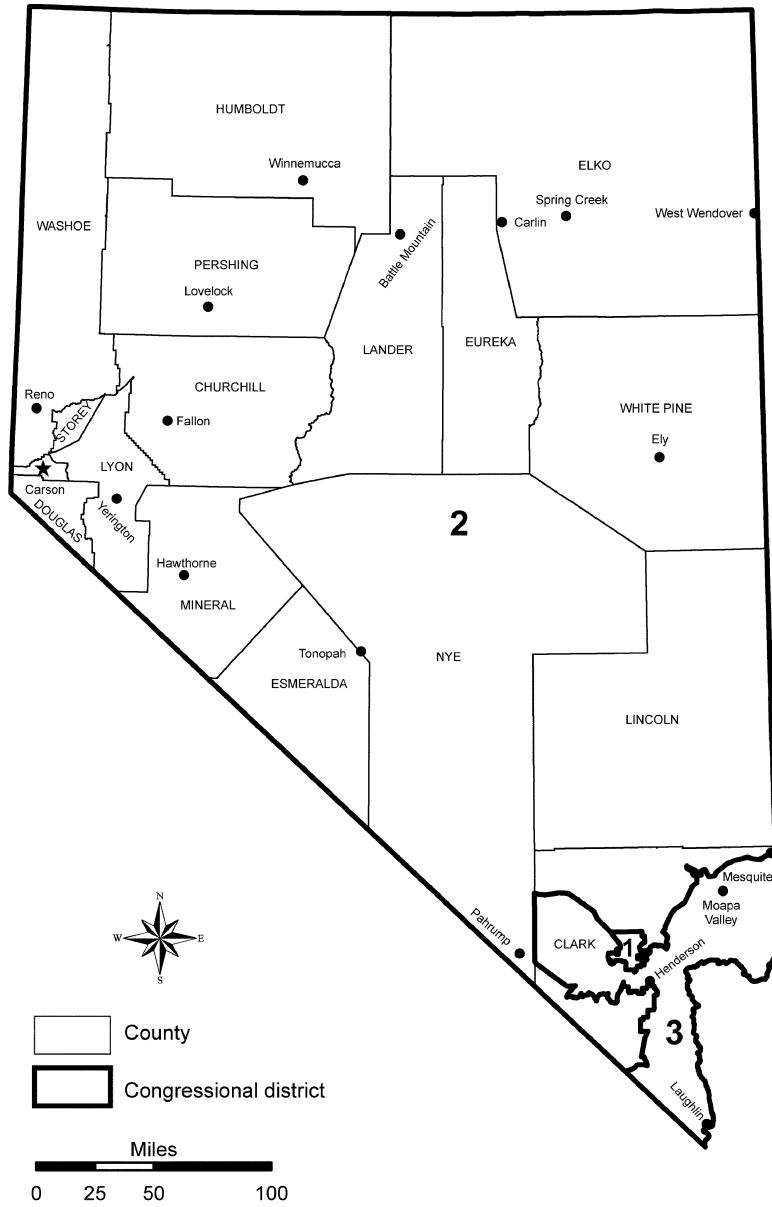 HUMBOLDT
Winnemucca
ELKO
Spring Creek
West Wendover
Carlin
WASHOE
Battle Mountain
PERSHING
Lovelock
LANDER
EUREKA
CHURCHILL
Reno
STOREY
Fallon
WHITE PINE
Ely
LYON
Carson
Yerington
DOUGLAS
2
Hawthorne
MINERAL
Tonopah
NYE
ESMERALDA
LINCOLN
Mesquite
Moapa
Valley
Pahrump
CLARK
1
Henderson
N
W
E
S
3
Laughlin
County
Congressional district
Miles
0 25 50 100